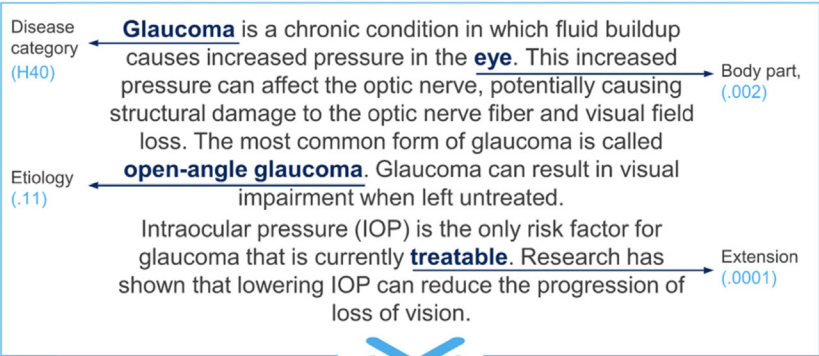 Disease
category
(H40)
Glaucoma is a chronic condition in which fluid buildup
causes increased pressure in the eye. This increased
pressure can affect the optic nerve, potentially causing
structural damage to the optic nerve fiber and visual field
loss. The most common form of glaucoma is called
open-angle glaucoma. Glaucoma can result in visual
impairment when left untreated.
Body part,
(.002)
Etiology
(.11)
Intraocular pressure (IOP) is the only risk factor for
glaucoma that is currently treatable. Research has
shown that lowering IOP can reduce the progression of
loss of vision.
Extension
(.0001)